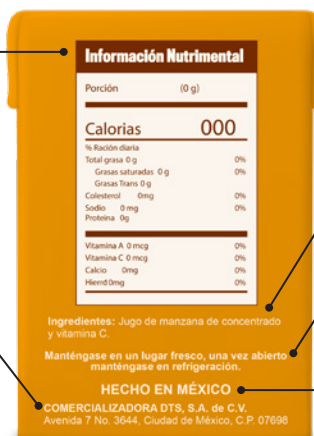 Información Nutrimental
Porción (0 g)
Calorias 000
% Ración diaria
Total grasa 0 g 0%
Grasas saturadas 0 g 0%
Grasas Trans 0 g
Colesterol 0mg 0%
Sodio 0 mg 0%
Proteina 0g
Vitamina A 0 mcg 0%
Vitamina C 0 mcg 0%
Calcio 0mg 0%
Hierro 0mg 0%
Ingredientes: Jugo de manzana de concentrado
y vitamina C.
Manténgase en un lugar fresco, una vez abierto
manténgase en refrigeración.
HECHO EN MÉXICO
COMERCIALIZADORA DTS, S.A. de C.V.
Avenida 7 No. 3644, Ciudad de México, C.P. 07698